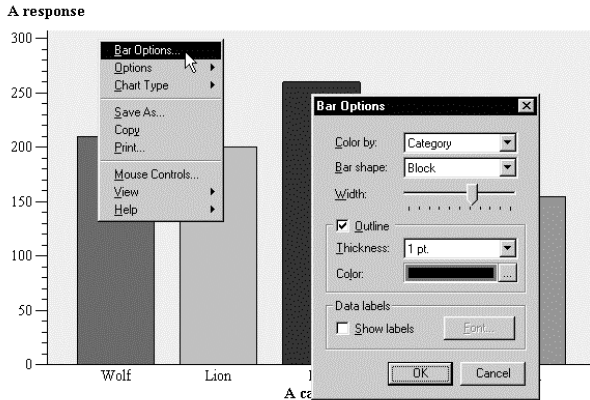 A response
300
250
200
150
100
50
0
Bar Options...
Options
Chart Type
Save As...
Copy
Print...
Mouse Controls...
View
Help
Bar Options
Color by: Category
Bar shape: Block
Width:
Outline
Thickness: 1 pt.
Color: ...
Data labels
Show labels Font...
OK Cancel
Wolf Lion
A ca